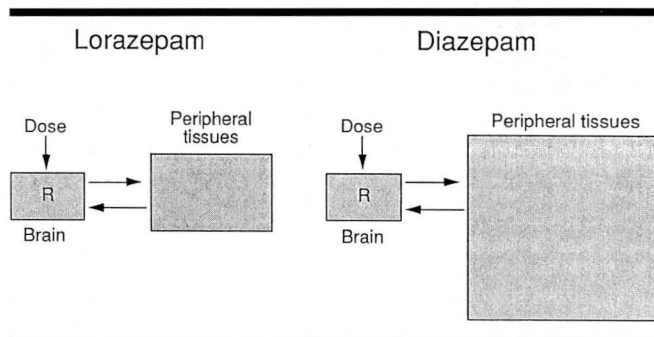 Lorazepam
Diazepam
Dose
Peripheral
tissues
R
Brain
Dose
Peripheral tissues
R
Brain